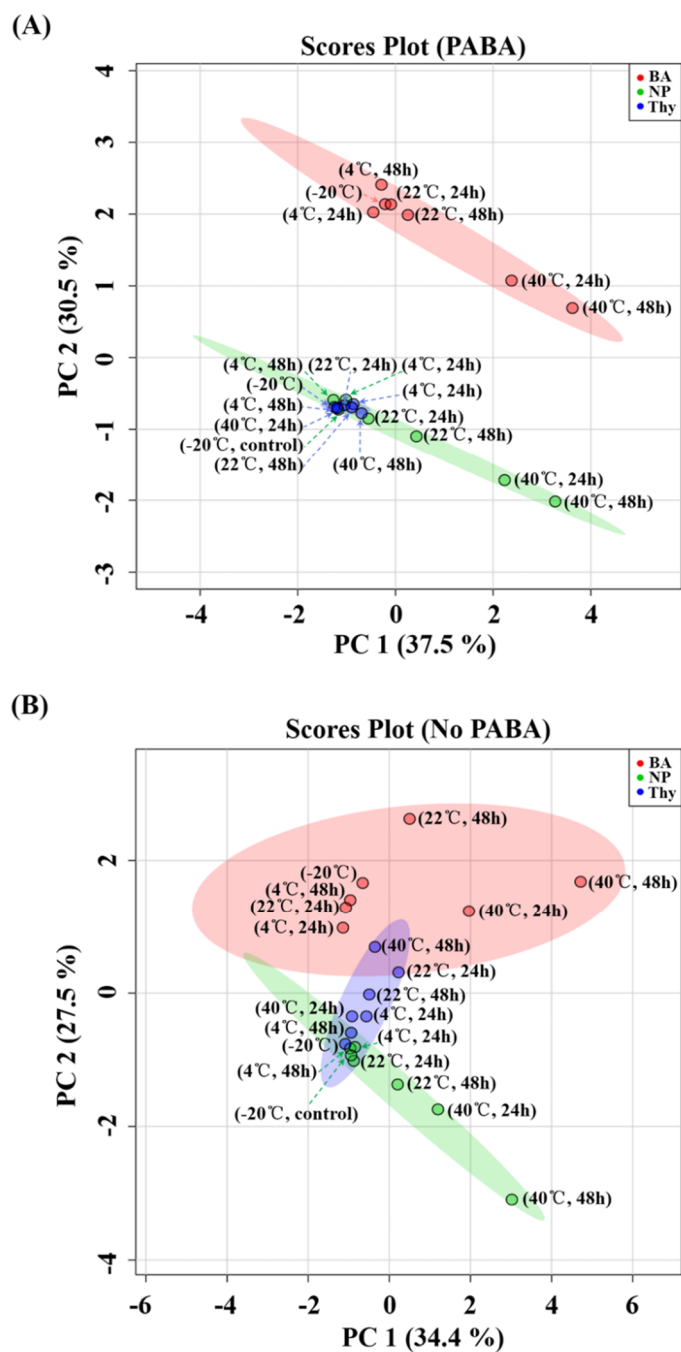 (A)
Scores Plot (PABA)
BA
NP
Thy
4
3
2
1
0
-1
-2
-3
PC 2 (30.5 %)
(4℃, 48h)
(-20℃)
(22℃, 24h)
(4℃, 24h)
(22℃, 48h)
(40℃, 24h)
(40℃, 48h)
(4℃, 48h)
(22℃, 24h)
(4℃, 24h)
(-20℃)
(4℃, 24h)
(4℃, 48h)
(22℃, 24h)
(40℃, 24h)
(22℃, 48h)
(-20℃, control)
(22℃, 48h)
(40℃, 48h)
(40℃, 24h)
(40℃, 48h)
-4
-2
0
2
4
PC 1 (37.5 %)
(B)
Scores Plot (No PABA)
BA
NP
Thy
2
0
-2
-4
PC 2 (27.5 %)
(22℃, 48h)
(-20℃)
(4℃, 48h)
(40℃, 48h)
(22℃, 24h)
(40℃, 24h)
(4℃, 24h)
(40℃, 48h)
(22℃, 24h)
(22℃, 48h)
(40℃, 24h)
(4℃, 24h)
(4℃, 48h)
(4℃, 24h)
(-20℃)
(22℃, 24h)
(4℃, 48h)
(22℃, 48h)
(-20℃, control)
(40℃, 24h)
(40℃, 48h)
-6
-4
-2
0
2
4
6
PC 1 (34.4 %)